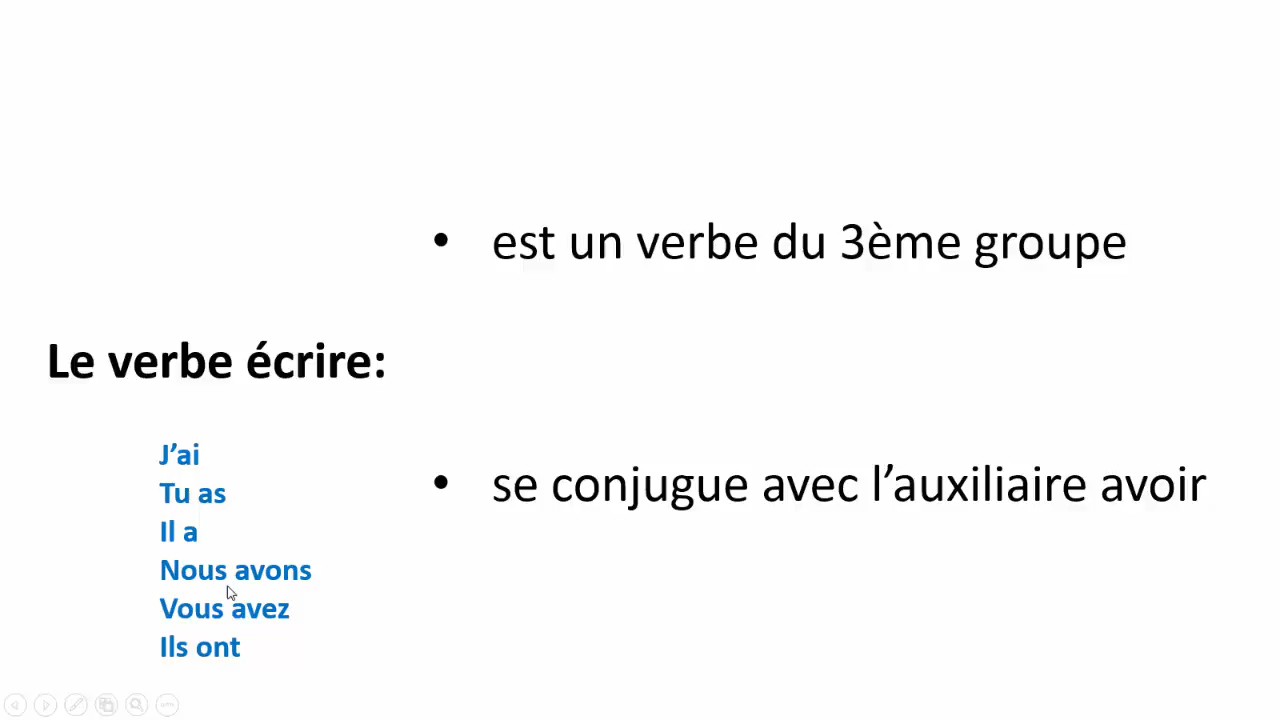 • est un verbe du 3ème groupe
Le verbe écrire:
• se conjugue avec l’auxiliaire avoir
J’ai
Tu as
Il a
Nous avons
Vous avez
Ils ont